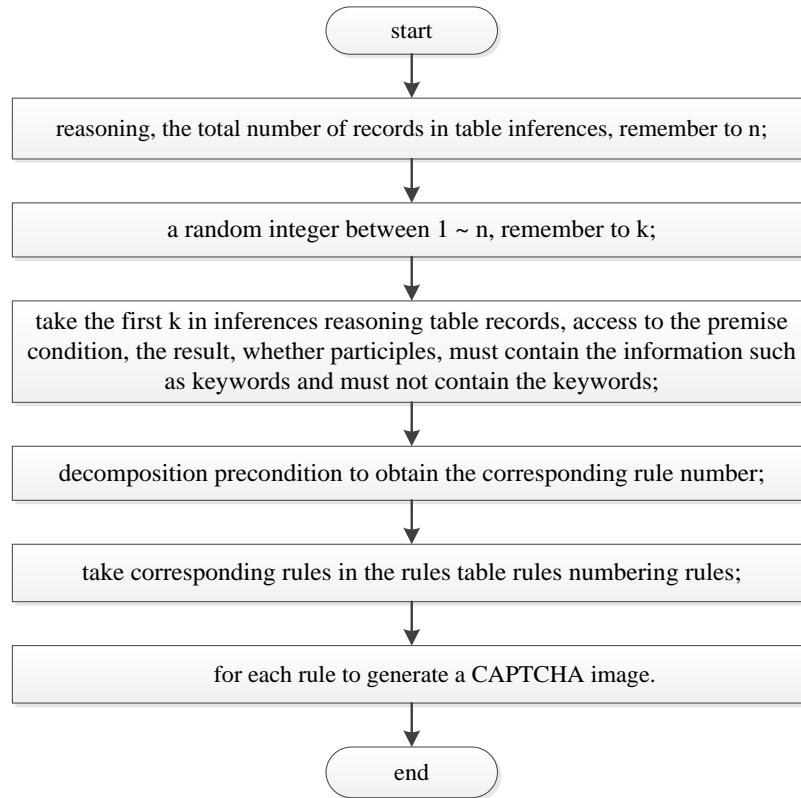 start
reasoning, the total number of records in table inferences, remember to n;
a random integer between 1 ~ n, remember to k;
take the first k in inferences reasoning table records, access to the premise
condition, the result, whether participles, must contain the information such
as keywords and must not contain the keywords;
decomposition precondition to obtain the corresponding rule number;
take corresponding rules in the rules table rules numbering rules;
for each rule to generate a CAPTCHA image.
end